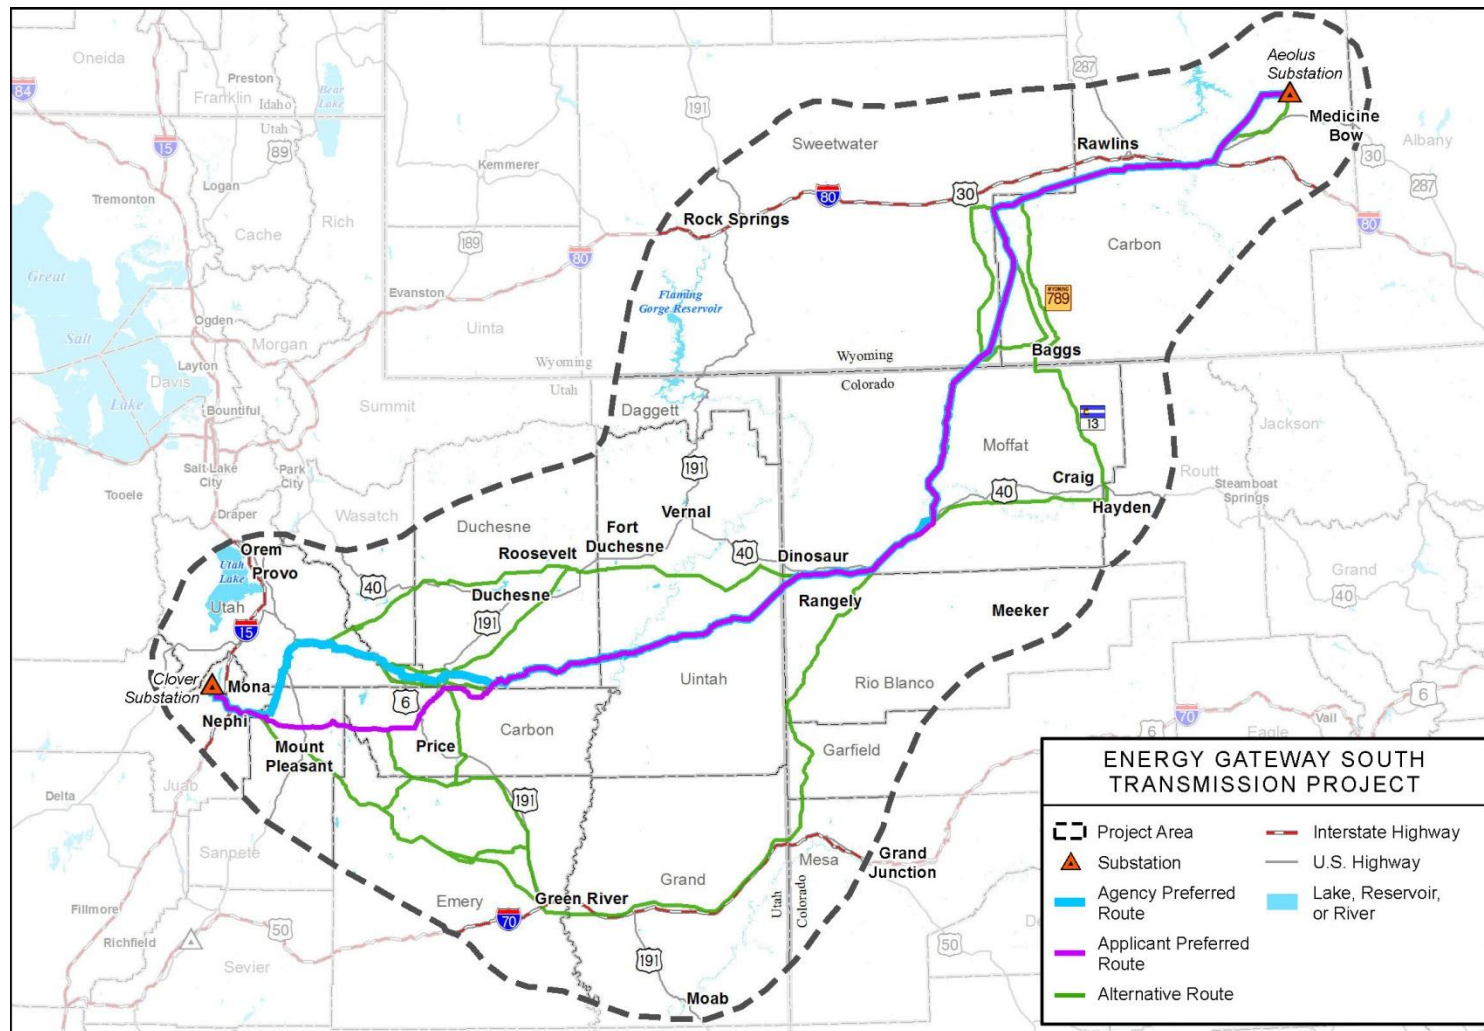 Oneida
84
Preston
Franklin
Idaho
Utah
Bear
Lake
89
15
Logan
Tremonton
Cache
Rich
Great
Salt
Lake
Ogden
Morgan
Layton
Davis
Bountiful
Summit
Salt Lake
City
Park
City
Tooele
Draper
Wasatch
Kemmerer
189
80
Evanston
Uinta
Wyoming
Utah
191
Sweetwater
287
Aeolus
Substation
Medicine
Bow
30
Albany
287
Rawlins
30
80
Rock Springs
Carbon
80
Flaming
Gorge Reservoir
WYOMING
789
Baggs
Wyoming
Colorado
Daggett
13
Moffat
Jackson
191
Craig
40
Hayden
Routt
Steamboat
Springs
Duchesne
Fort
Duchesne
Vernal
Roosevelt
40
Dinosaur
Orem
Provo
Utah
Lake
Utah
40
Duchesne
191
Rangely
Meeker
Grand
40
15
Clover
Substation
Mona
Nephi
6
Uintah
Rio Blanco
6
70
Vail
Eagle
Carbon
Price
Mount
Pleasant
Garfield
Juab
Delta
191
Sanpete
Mesa
Grand
Junction
Grand
Utah
Colorado
Emery
Green River
Fillmore
70
50
Richfield
Sevier
191
50
Moab
ENERGY GATEWAY SOUTH
TRANSMISSION PROJECT
Project Area
Substation
Agency Preferred
Route
Applicant Preferred
Route
Alternative Route
Interstate Highway
U.S. Highway
Lake, Reservoir,
or River